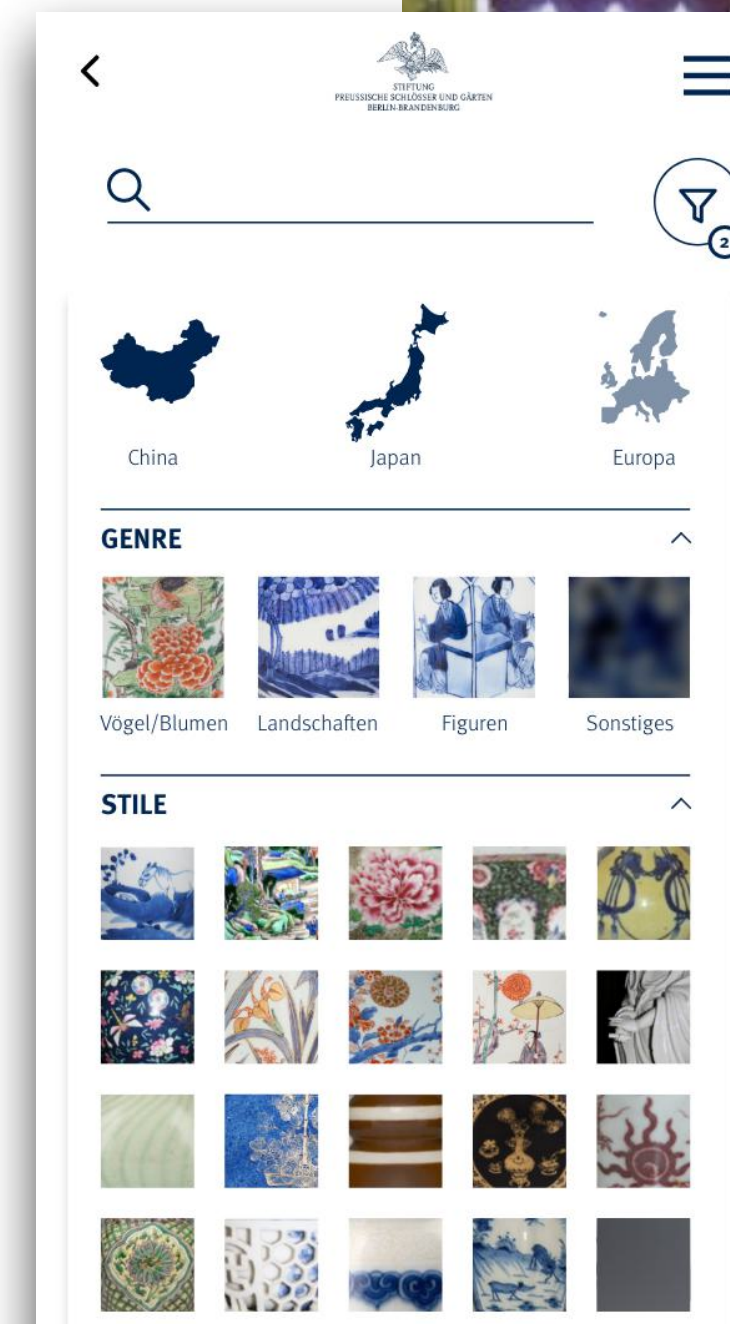 STIFTUNG
PREUSSISCHE SCHLÖSSER UND GÄRTEN
BERLIN-BRANDENBURG
2
China Japan Europa
GENRE
Vögel/Blumen Landschaften Figuren Sonstiges
STILE